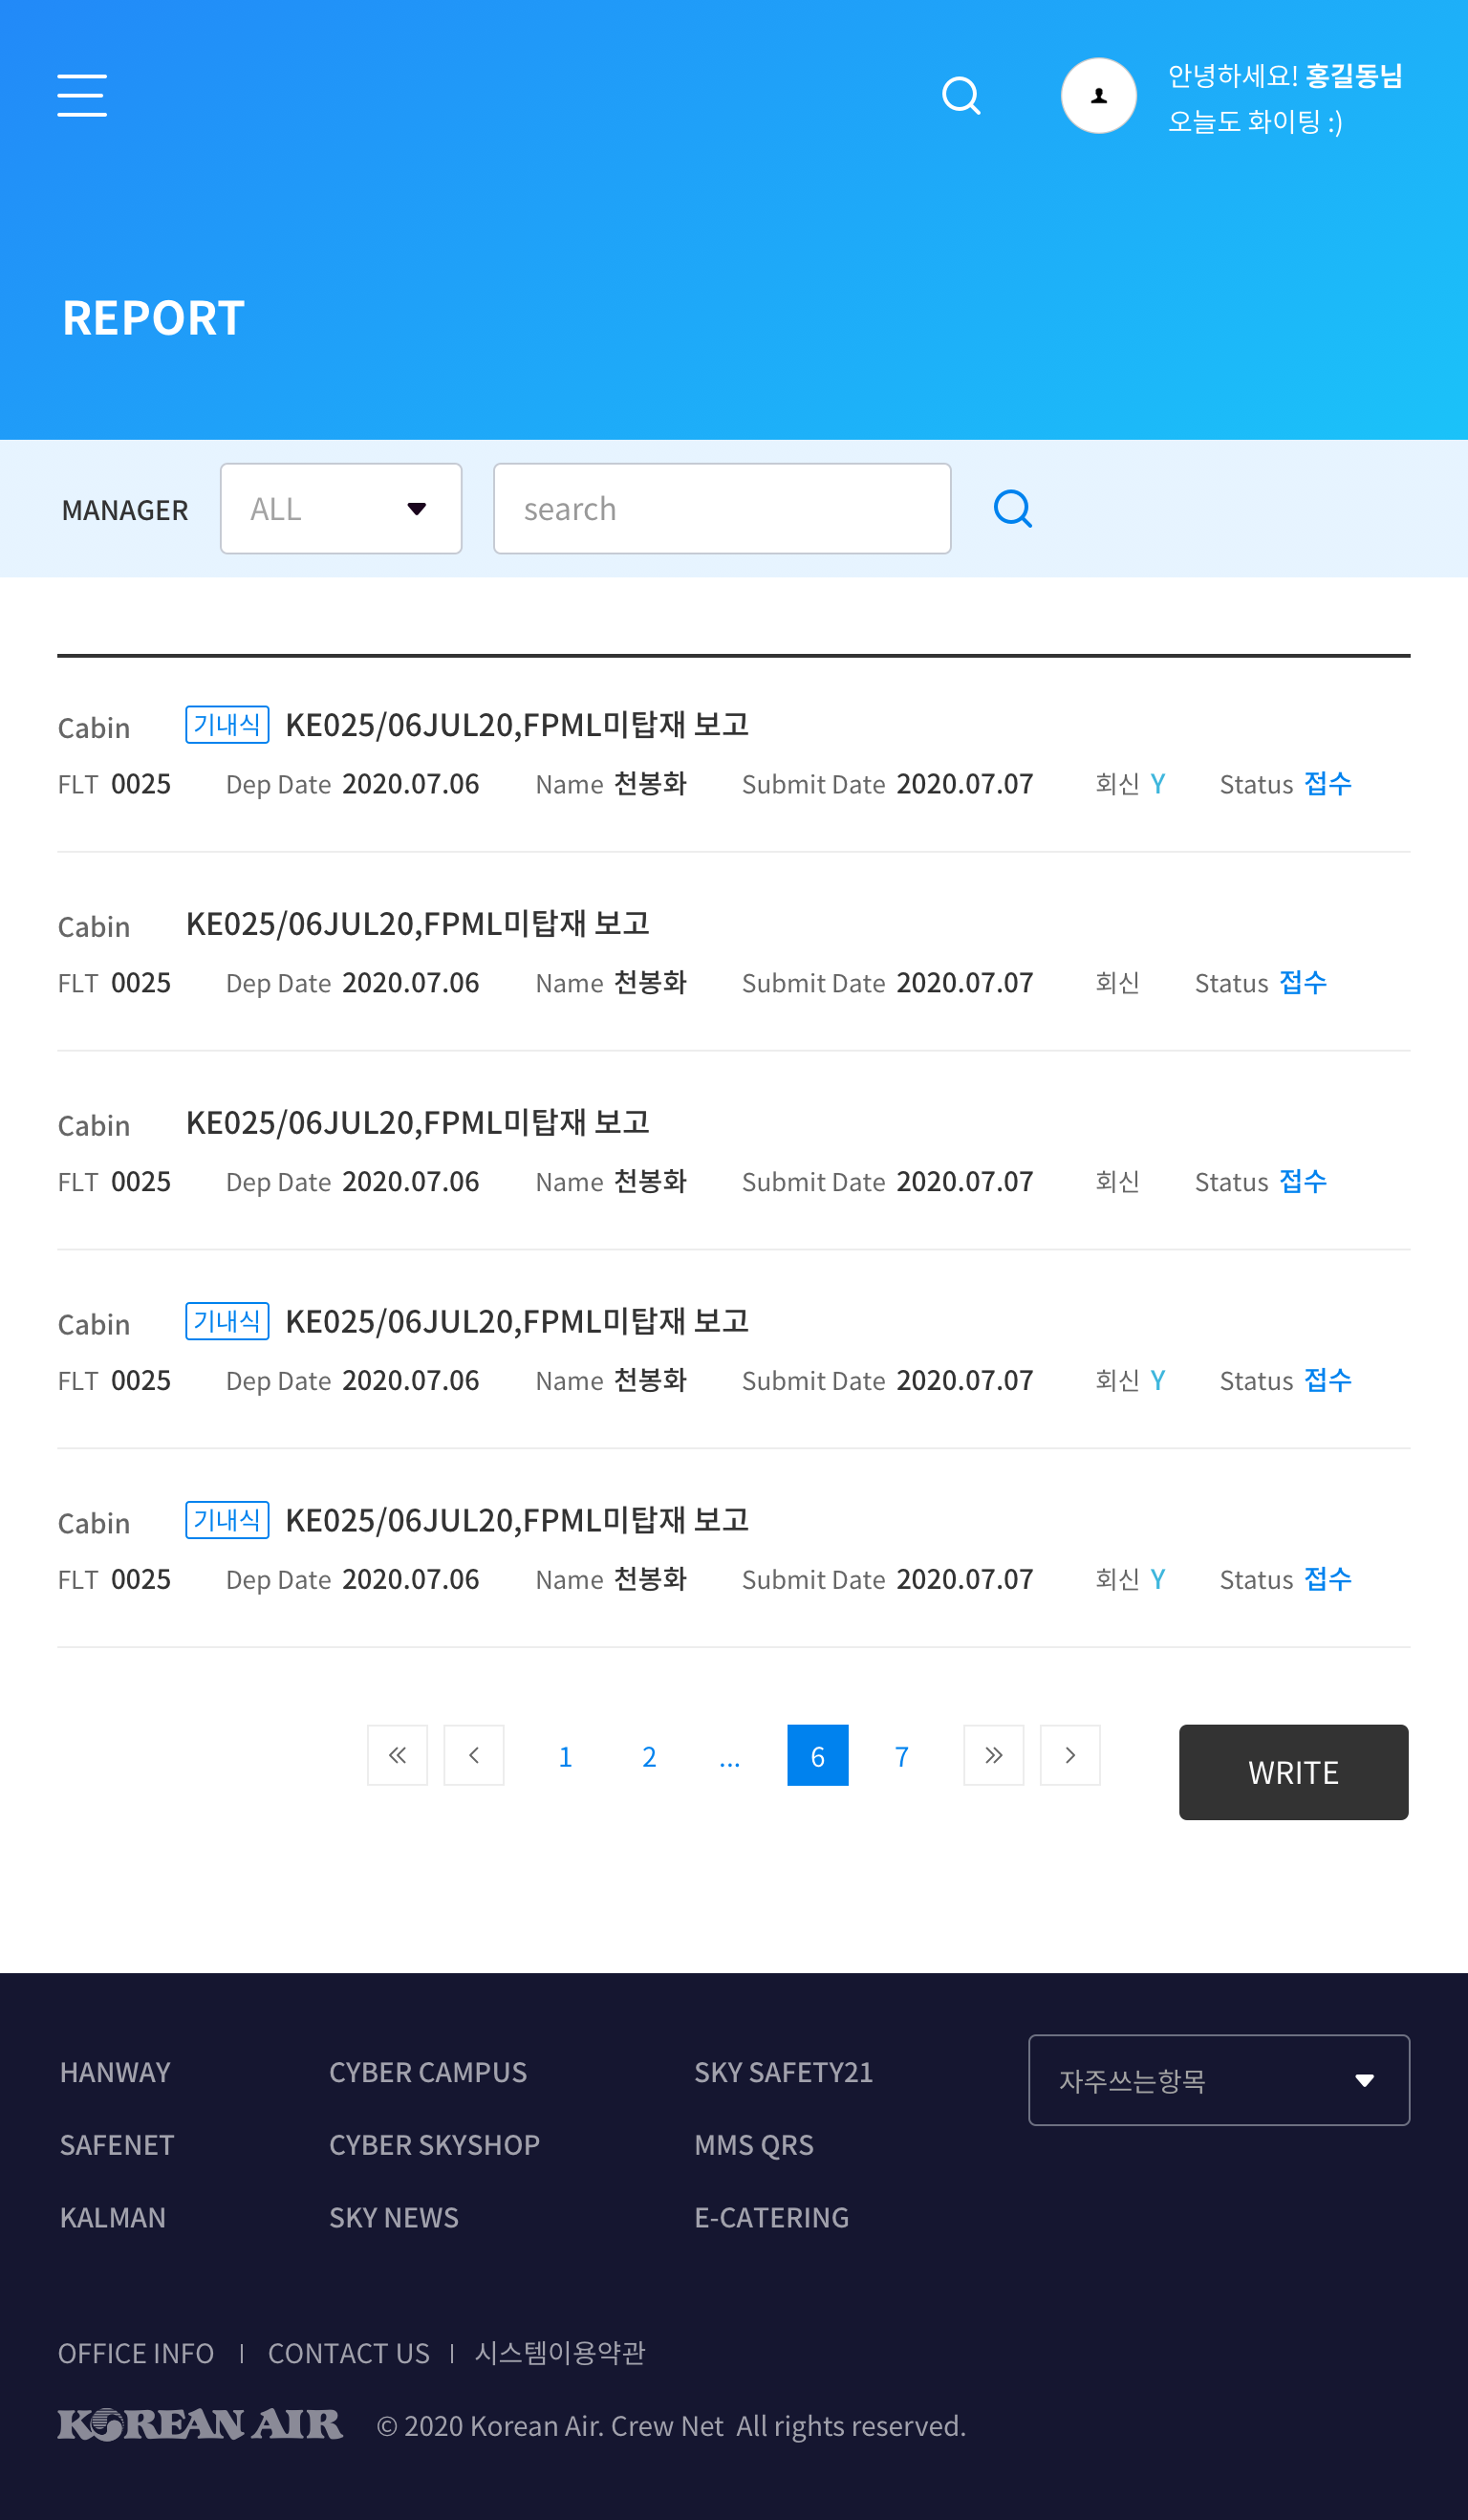 안녕하세요! 홍길동님
오늘도 화이팅 :)
REPORT
MANAGER ALL search
Cabin 기내식 KE025/06JUL20,FPML미탑재 보고
FLT 0025 Dep Date 2020.07.06 Name 천봉화 Submit Date 2020.07.07 회신 Y Status 접수
Cabin KE025/06JUL20,FPML미탑재 보고
FLT 0025 Dep Date 2020.07.06 Name 천봉화 Submit Date 2020.07.07 회신 Status 접수
Cabin KE025/06JUL20,FPML미탑재 보고
FLT 0025 Dep Date 2020.07.06 Name 천봉화 Submit Date 2020.07.07 회신 Status 접수
Cabin 기내식 KE025/06JUL20,FPML미탑재 보고
FLT 0025 Dep Date 2020.07.06 Name 천봉화 Submit Date 2020.07.07 회신 Y Status 접수
Cabin 기내식 KE025/06JUL20,FPML미탑재 보고
FLT 0025 Dep Date 2020.07.06 Name 천봉화 Submit Date 2020.07.07 회신 Y Status 접수
1 2 ... 6 7 WRITE
HANWAY CYBER CAMPUS SKY SAFETY21 자주쓰는항목
SAFENET CYBER SKYSHOP MMS QRS
KALMAN SKY NEWS E-CATERING
OFFICE INFO | CONTACT US | 시스템이용약관
KOREAN AIR © 2020 Korean Air. Crew Net All rights reserved.